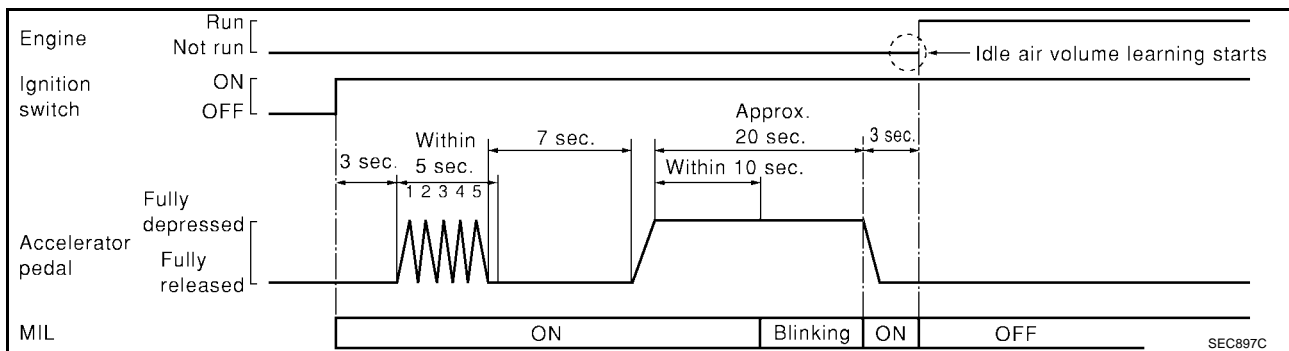 Engine
Run
Not run
Idle air volume learning starts
Ignition
switch
ON
OFF
3 sec.
Within
5 sec.
1 2 3 4 5
7 sec.
Approx.
20 sec.
Within 10 sec.
3 sec.
Accelerator
pedal
Fully
depressed
Fully
released
MIL
ON
Blinking
ON
OFF
SEC897C